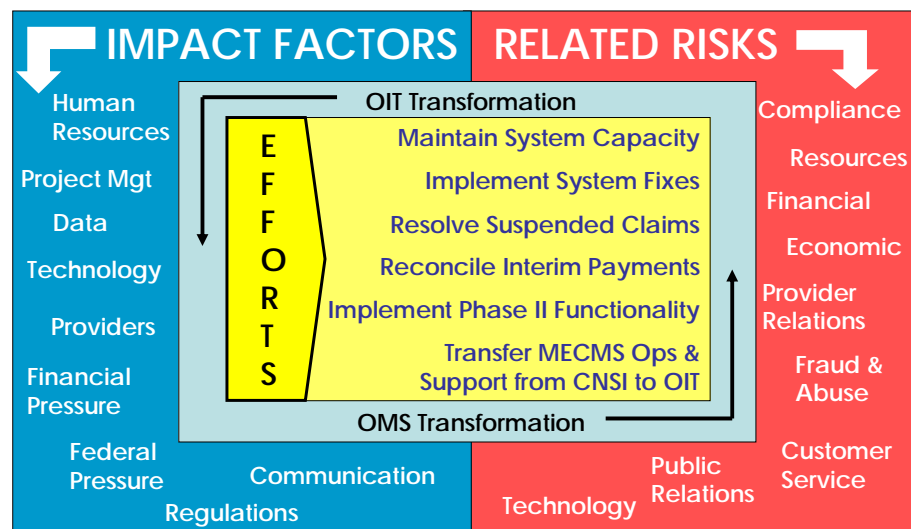 IMPACT FACTORS
RELATED RISKS
Human
Resources
Project Mgt
Data
Technology
Providers
Financial
Pressure
Federal
Pressure
Communication
Regulations
OIT Transformation
E
F
F
O
R
T
S
Maintain System Capacity
Implement System Fixes
Resolve Suspended Claims
Reconcile Interim Payments
Implement Phase II Functionality
Transfer MECMS Ops &
Support from CNSI to OIT
OMS Transformation
Compliance
Resources
Financial
Economic
Provider
Relations
Fraud &
Abuse
Customer
Service
Public
Relations
Technology